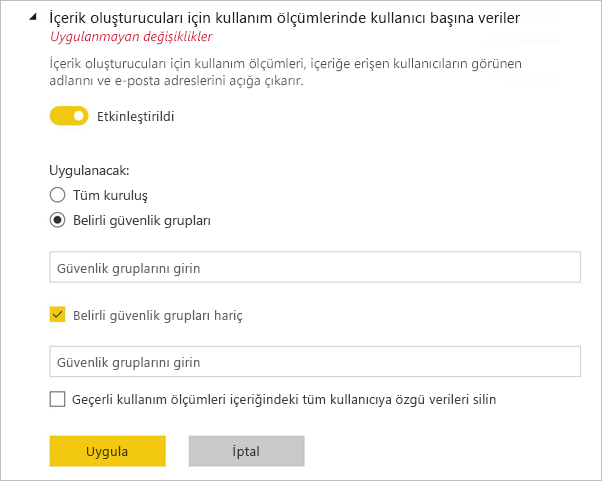 İçerik oluşturucuları için kullanım ölçümlerinde kullanıcı başına veriler
Uygulanmayan değişiklikler
İçerik oluşturucuları için kullanım ölçümleri, içeriğe erişen kullanıcıların görünen
adlarını ve e-posta adreslerini açığa çıkarır.
Etkinleştirildi
Uygulanacak:
Tüm kuruluş
Belirli güvenlik grupları
Güvenlik gruplarını girin
Belirli güvenlik grupları hariç
Güvenlik gruplarını girin
Geçerli kullanım ölçümleri içeriğindeki tüm kullanıcıya özgü verileri silin
Uygula
İptal